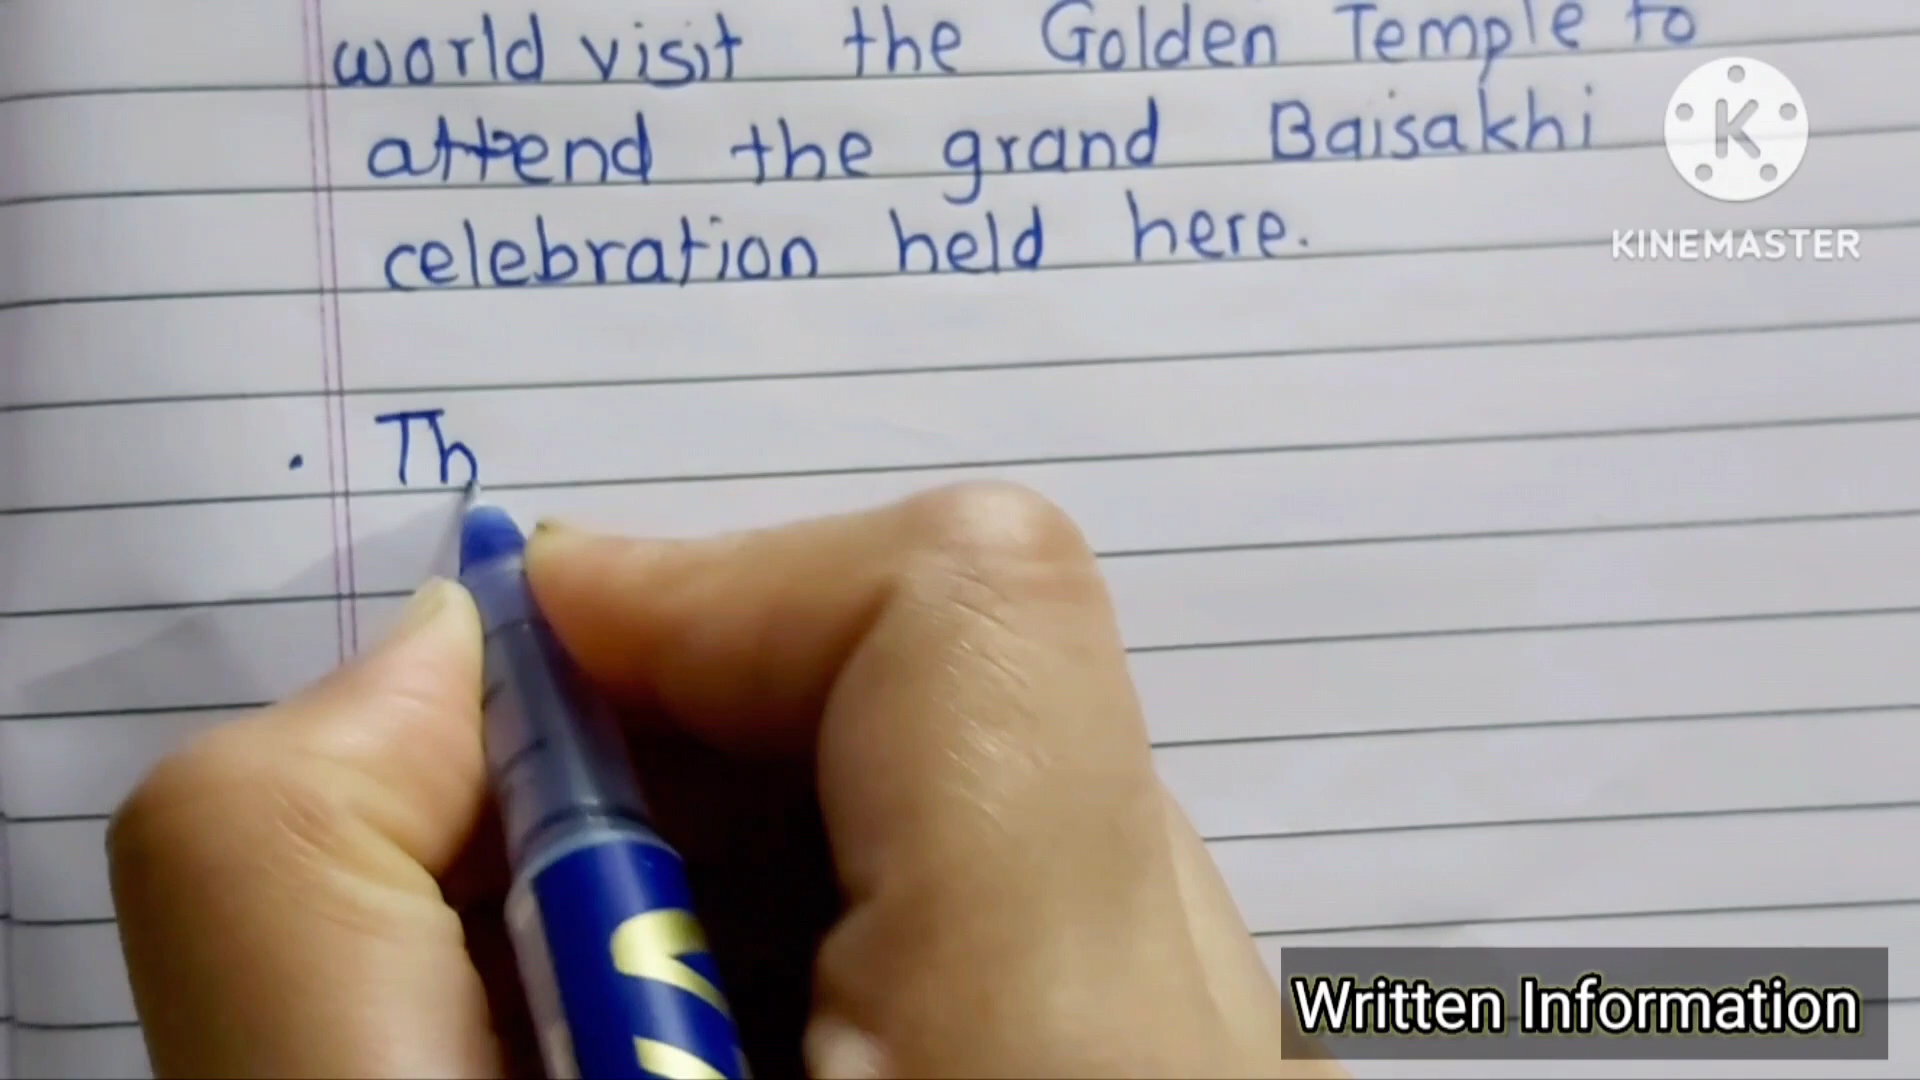 world visit the Golden Temple to
attend the grand Baisakhi
celebration held here.
K
KINEMASTER
• Th
Written Information